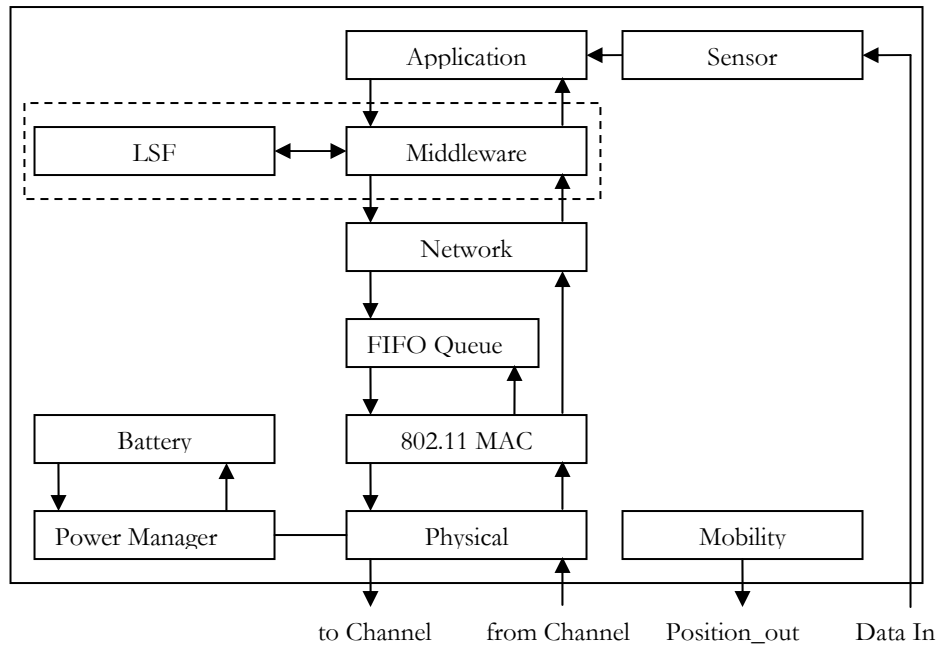 Application
Sensor
LSF
Middleware
Network
FIFO Queue
Battery
802.11 MAC
Power Manager
Physical
Mobility
to Channel
from Channel
Position_out
Data In